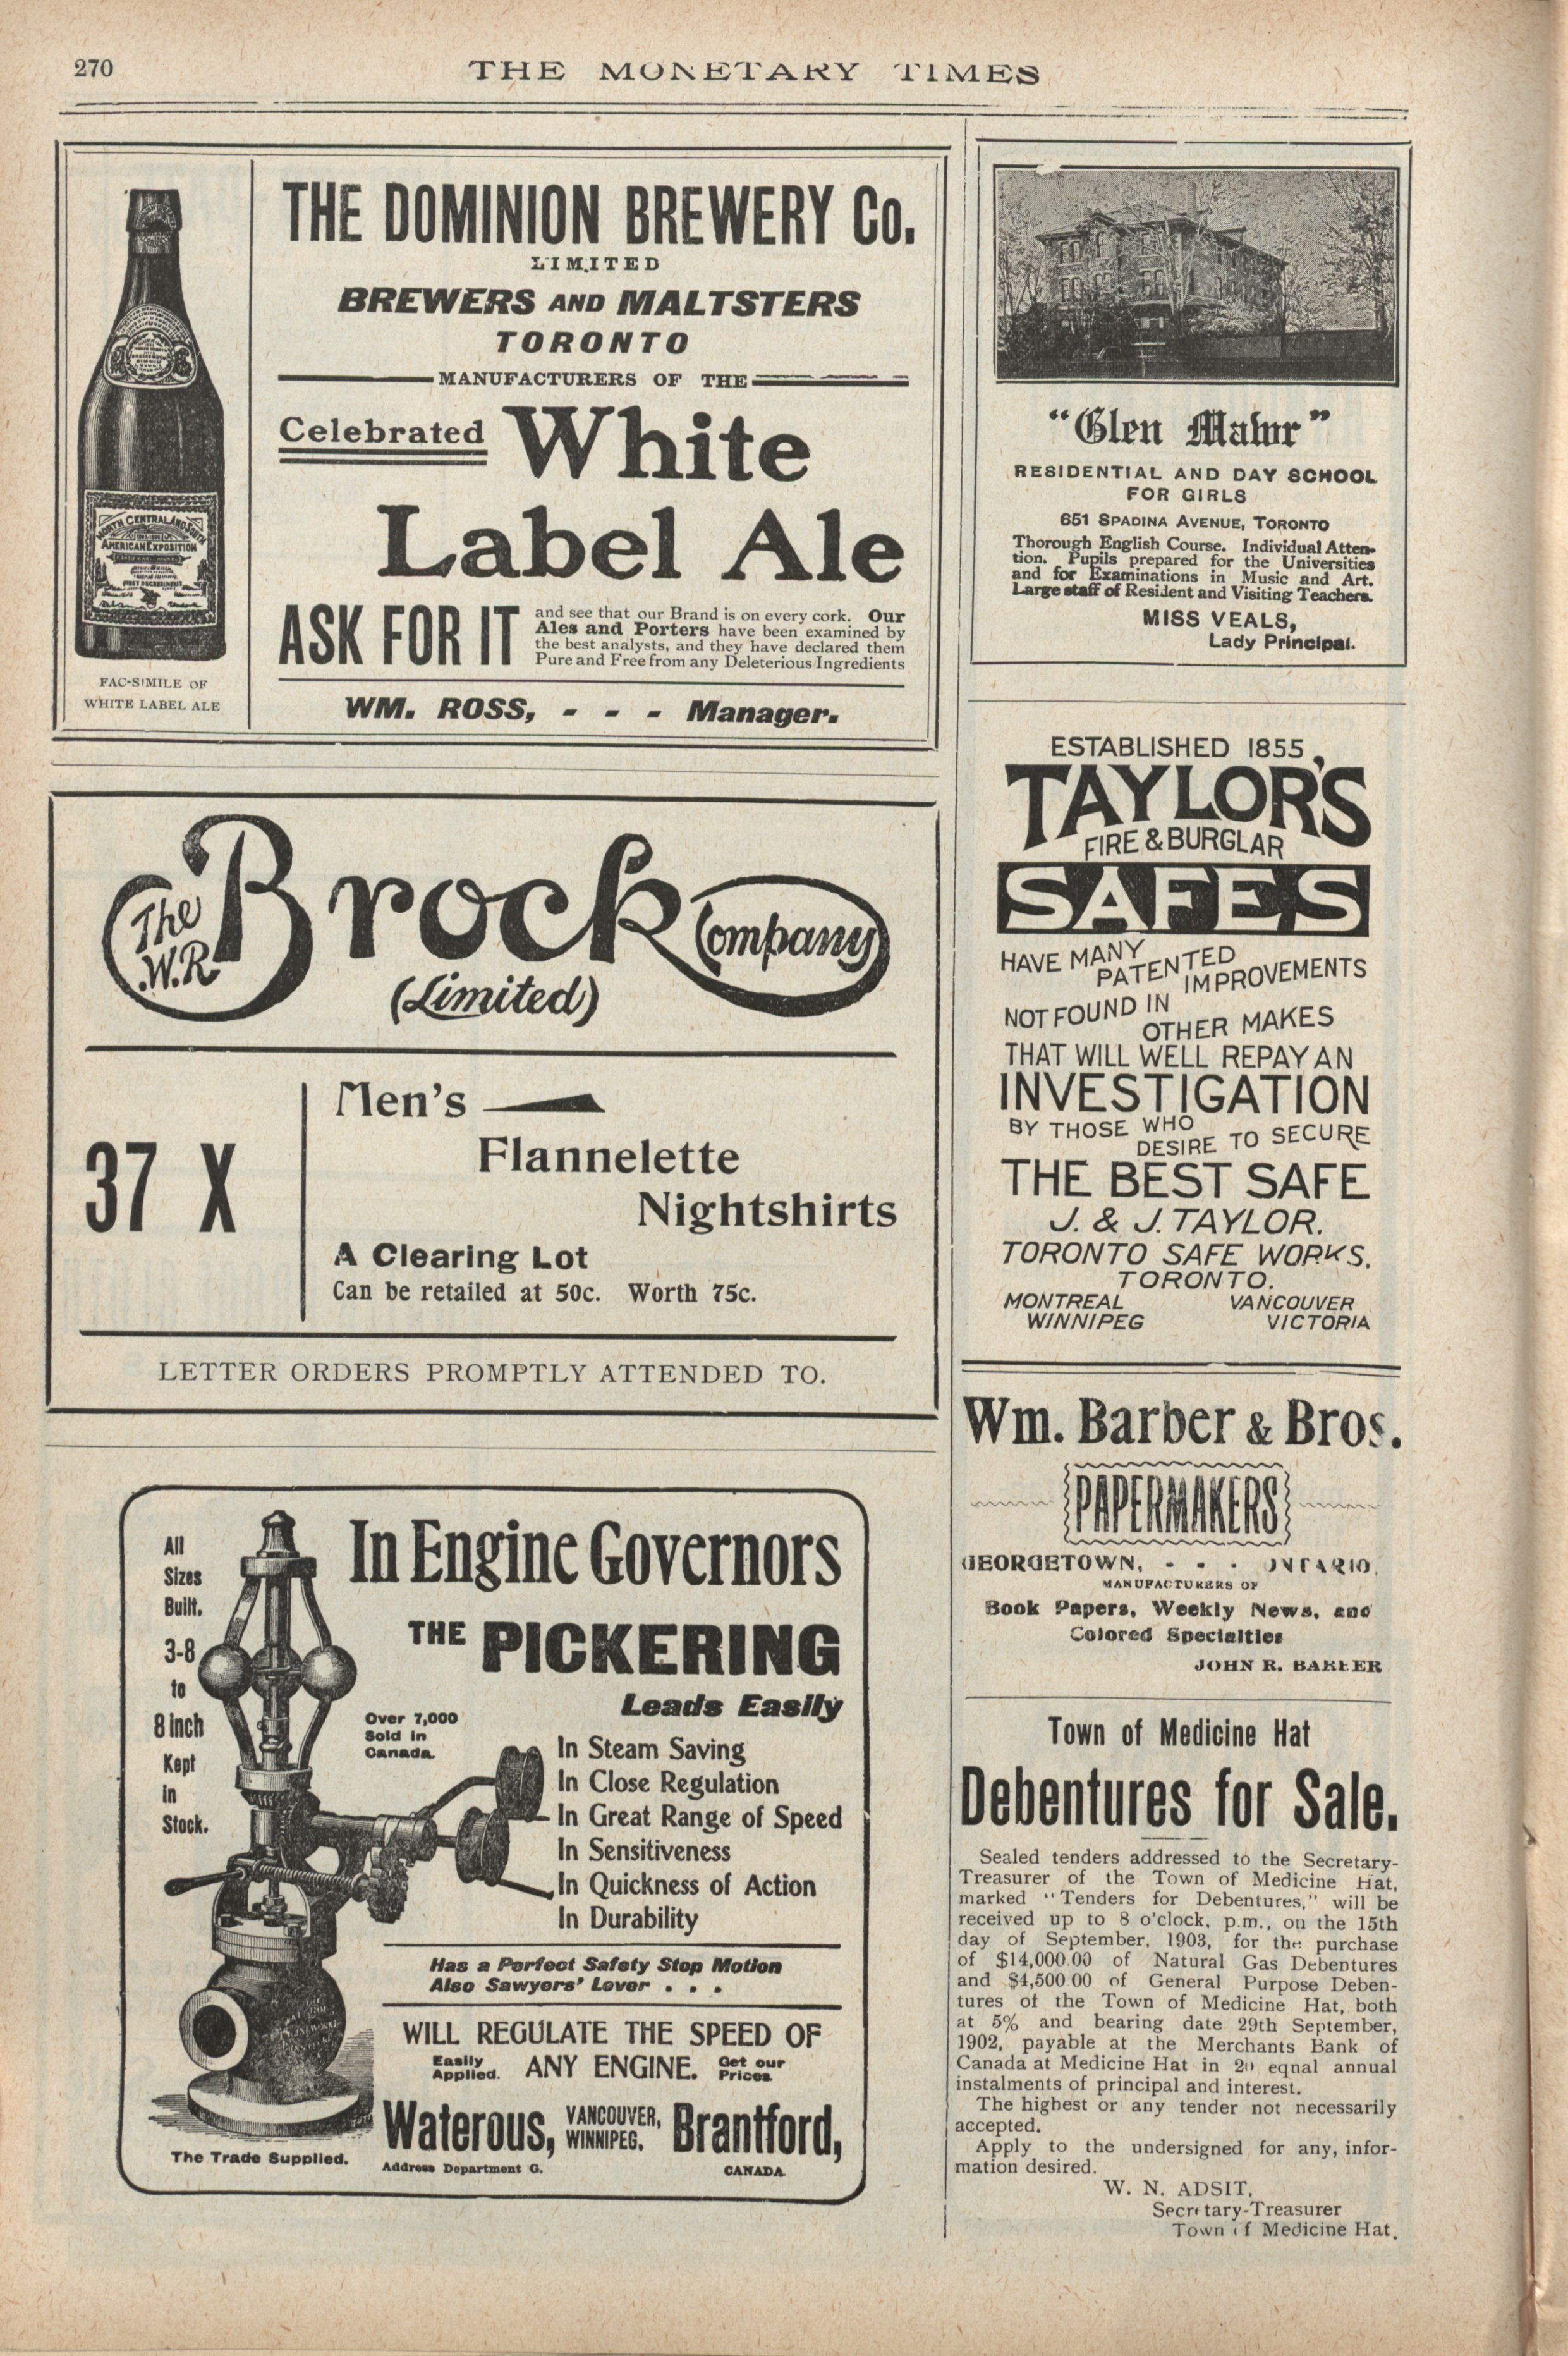 270
THE MONETARY TIMES
NORTH CENTRAL AND SOUTH
AMERICAN EXPOSITION
FAC-SIMILE OF
WHITE LABEL ALE
THE DOMINION BREWERY Co.
LIMITED
BREWERS AND MALTSTERS
TORONTO
MANUFACTURERS OF THE
Celebrated White
Label Ale
ASK FOR IT
and see that our Brand is on every cork. Our
Ales and Porters have been examined by
the best analysts, and they have declared them
Pure and Free from any Deleterious Ingredients
WM. ROSS, - - - Manager.
The W.R. Brock Company
(Limited)
37 X
Men's
Flannelette
Nightshirts
A Clearing Lot
Can be retailed at 50c. Worth 75c.
LETTER ORDERS PROMPTLY ATTENDED TO.
All
Sizes
Built.
3-8
to
8 inch
Kept
in
Stock.
In Engine Governors
THE PICKERING
Leads Easily
Over 7,000
Sold in
Canada.
In Steam Saving
In Close Regulation
In Great Range of Speed
In Sensitiveness
In Quickness of Action
In Durability
Has a Perfect Safety Stop Motion
Also Sawyers' Lever . . .
WILL REGULATE THE SPEED OF
Easily
Applied.
ANY ENGINE.
Get our
Prices
Waterous, VANCOUVER, WINNIPEG. Brantford,
The Trade Supplied.
Address Department G.
CANADA
"Glen Mawr"
RESIDENTIAL AND DAY SCHOOL
FOR GIRLS
651 SPADINA AVENUE, TORONTO
Thorough English Course. Individual Atten-
tion. Pupils prepared for the Universities
and for Examinations in Music and Art.
Large staff of Resident and Visiting Teachers.
MISS VEALS,
Lady Principal.
ESTABLISHED 1855
TAYLOR'S
FIRE & BURGLAR
SAFES
HAVE MANY
PATENTED
IMPROVEMENTS
NOT FOUND IN
OTHER MAKES
THAT WILL WELL REPAY AN
INVESTIGATION
BY THOSE WHO
DESIRE TO SECURE
THE BEST SAFE
J. & J. TAYLOR.
TORONTO SAFE WORKS,
TORONTO.
MONTREAL VANCOUVER
WINNIPEG VICTORIA
Wm. Barber & Bros.
PAPERMAKERS
GEORGETOWN, - - - ONTARIO,
MANUFACTURERS OF
Book Papers, Weekly News, and
Colored Specialties
JOHN R. BARBER
Town of Medicine Hat
Debentures for Sale.
Sealed tenders addressed to the Secretary-
Treasurer of the Town of Medicine Hat,
marked "Tenders for Debentures," will be
received up to 8 o'clock, p.m., on the 15th
day of September, 1903, for the purchase
of $14,000.00 of Natural Gas Debentures
and $4,500 00 of General Purpose Deben-
tures of the Town of Medicine Hat, both
at 5% and bearing date 29th September,
1902, payable at the Merchants Bank of
Canada at Medicine Hat in 20 eqnal annual
instalments of principal and interest.
The highest or any tender not necessarily
accepted.
Apply to the undersigned for any, infor-
mation desired.
W. N. ADSIT,
Secretary-Treasurer
Town of Medicine Hat.